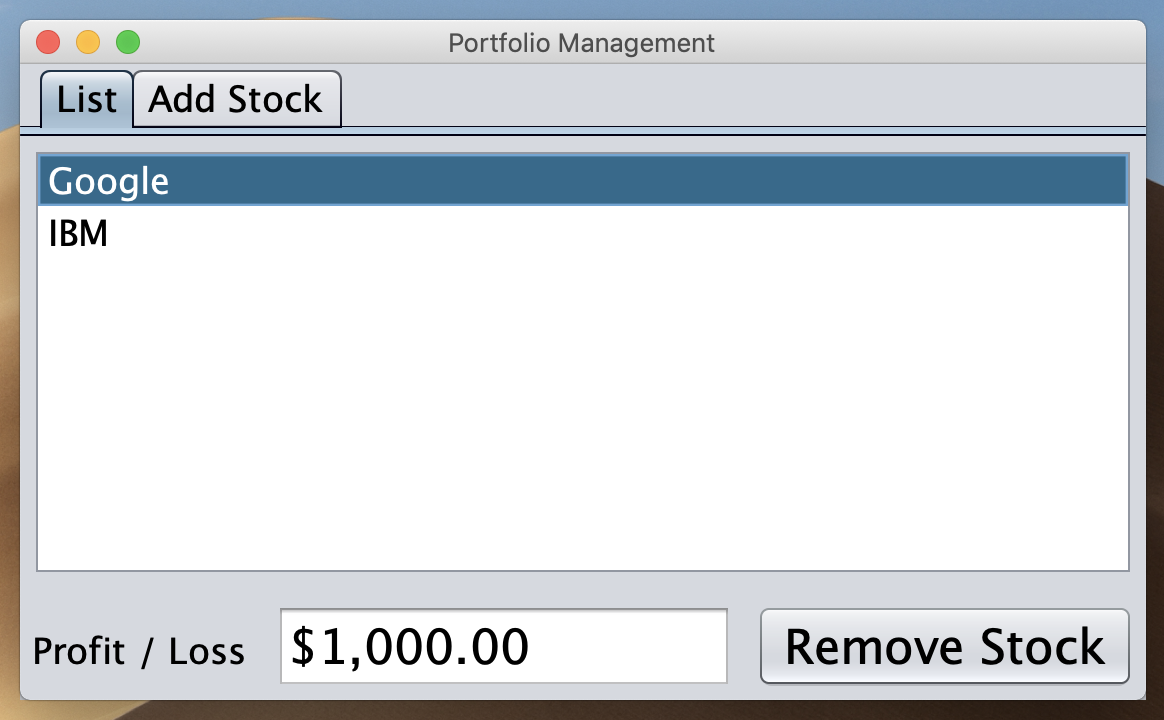 Portfolio Management
List Add Stock
Google
IBM
Profit / Loss $1,000.00 Remove Stock